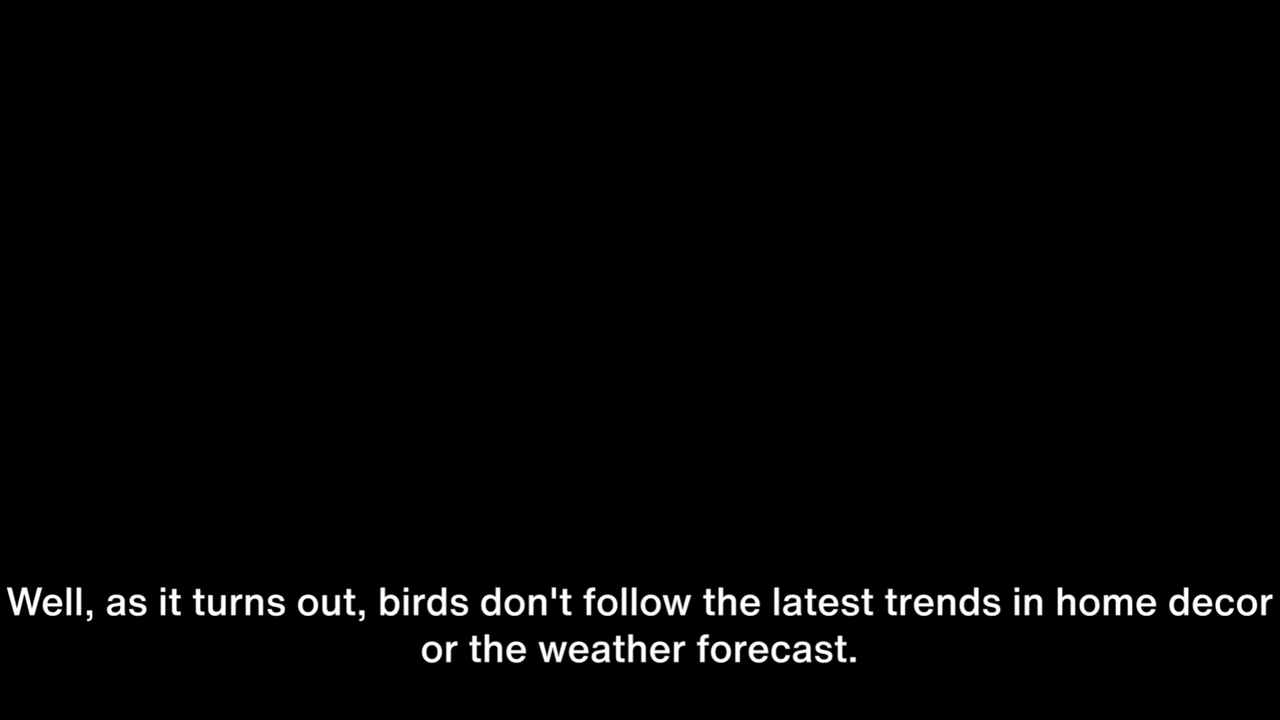 Well, as it turns out, birds don't follow the latest trends in home decor
or the weather forecast.